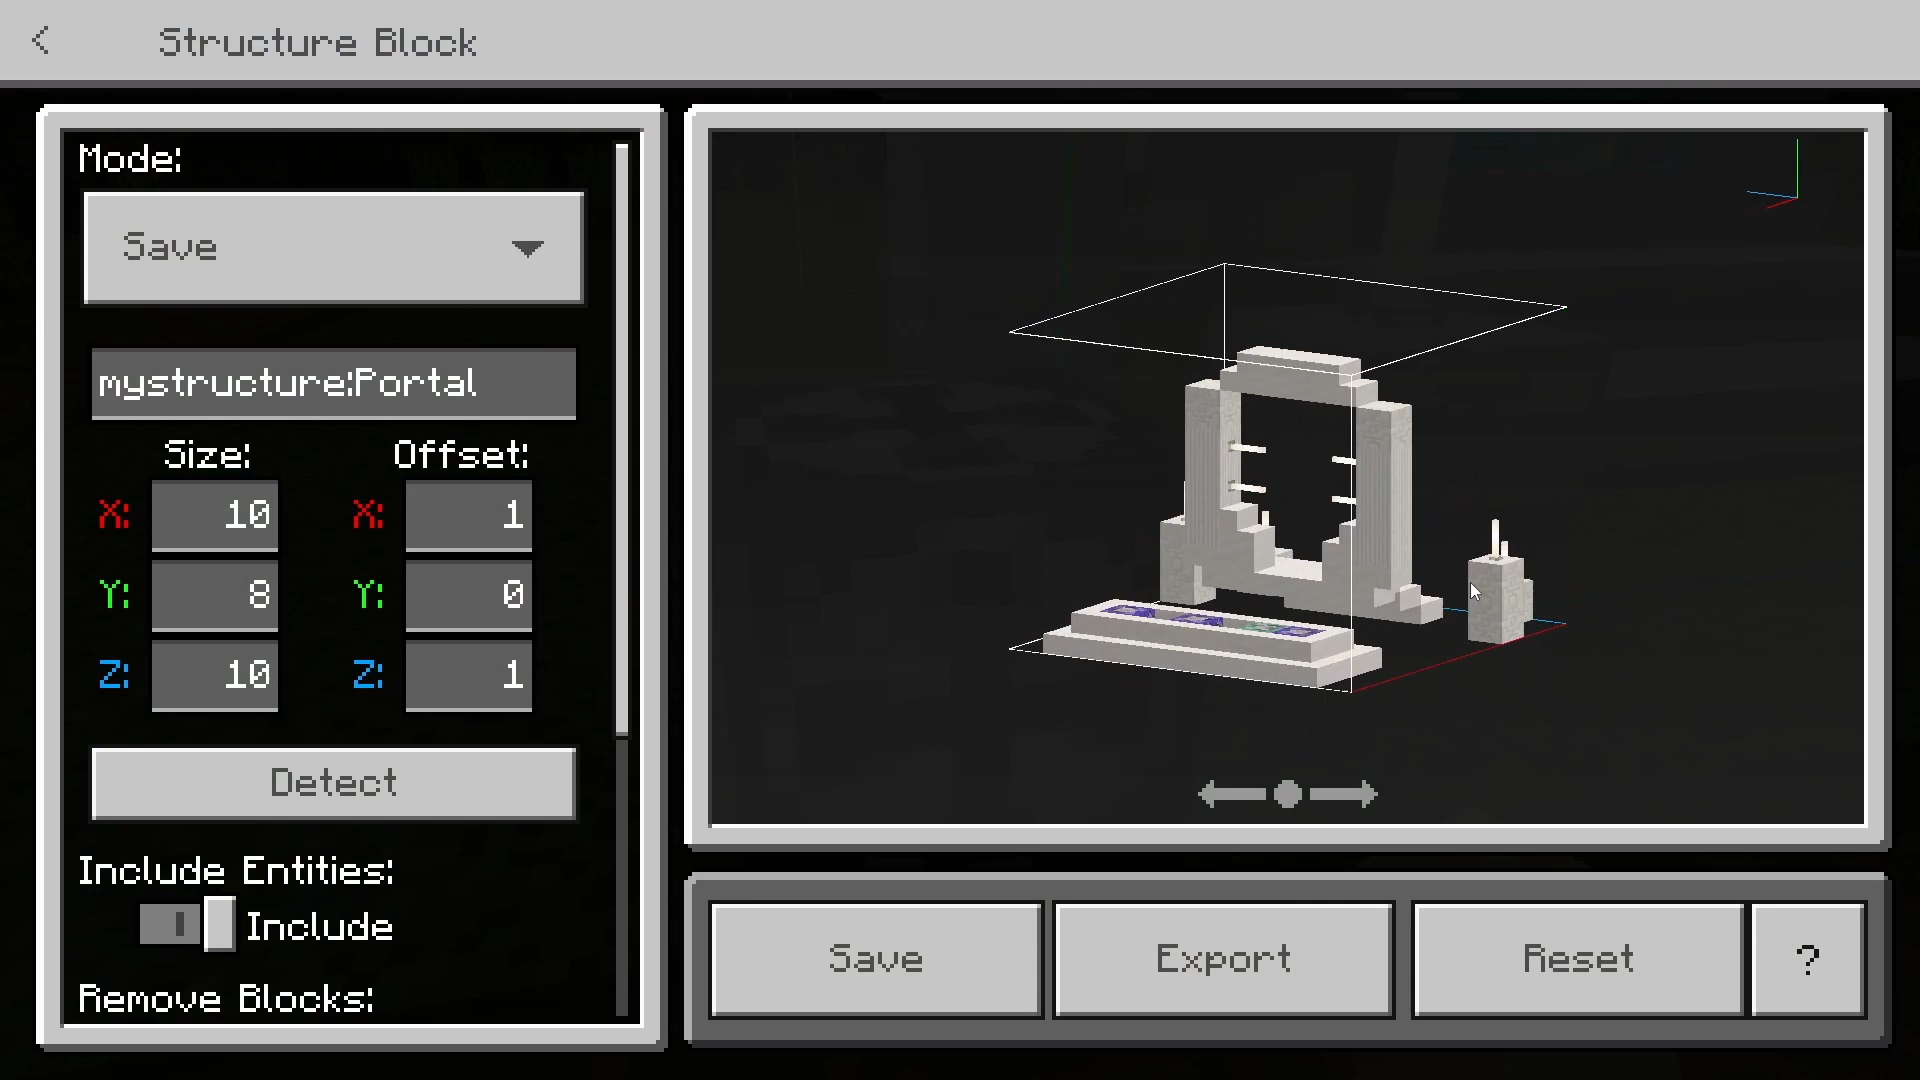 Structure Block
Mode:
Save
mystructure:Portal
Size: Offset:
X: 10 X: 1
Y: 8 Y: 0
Z: 10 Z: 1
Detect
Include Entities:
Include
Remove Blocks:
Save Export Reset ?